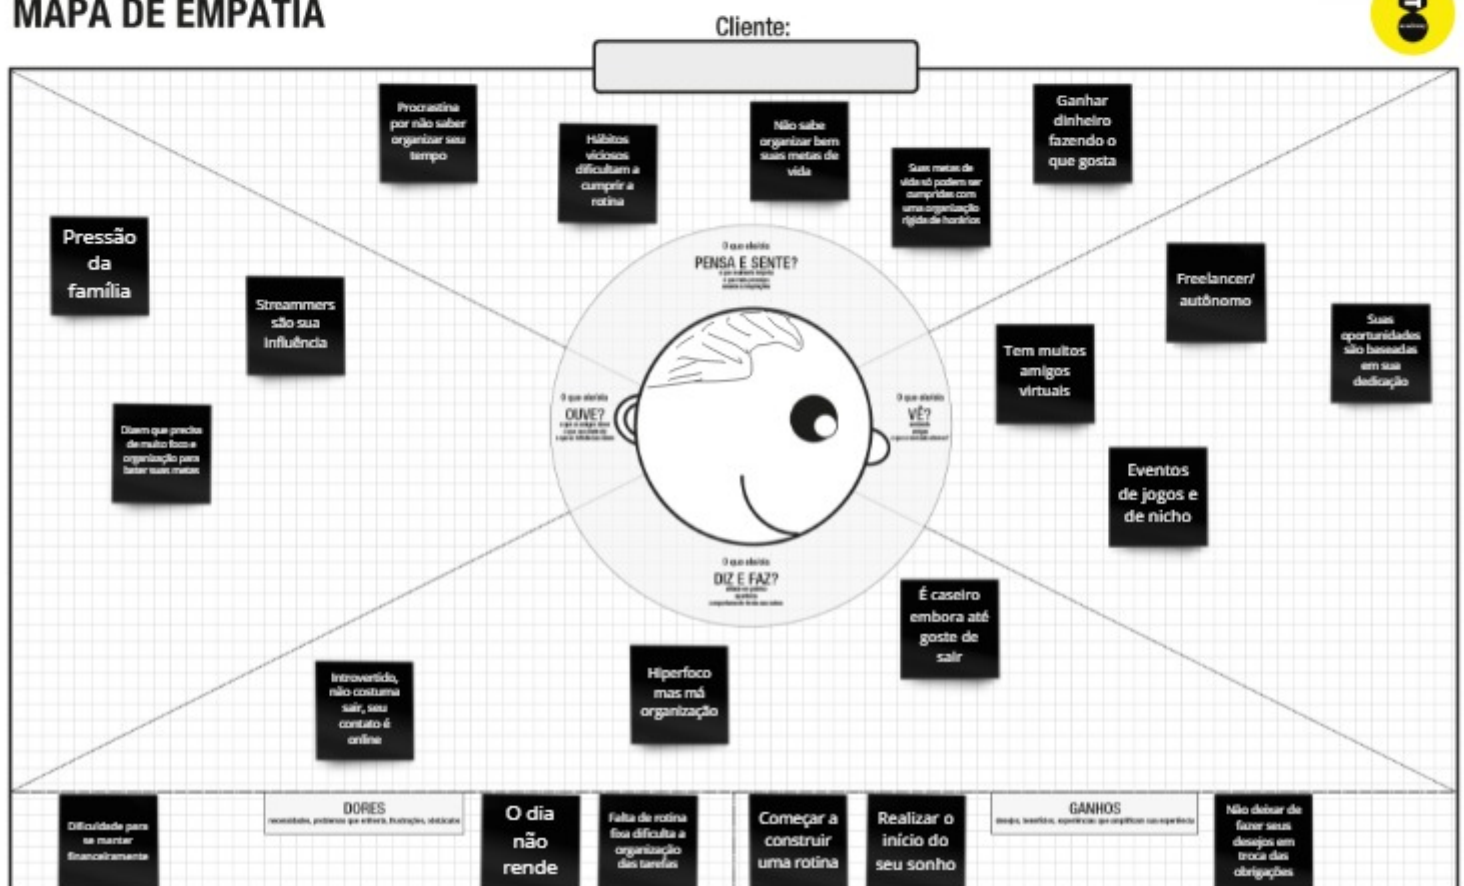 MAPA DE EMPATIA
Cliente:
Procrastina
por não saber
organizar seu
tempo
Hábitos
viciosos
dificultam a
cumprir a
rotina
Não sabe
organizar bem
suas metas de
vida
Suas metas de
vida só podem ser
cumpridas com
uma organização
rígida de horários
Ganhar
dinheiro
fazendo o
que gosta
Pressão
da
família
Streammers
são sua
influência
Dizem que precisa
de muito foco e
organização para
bater suas metas
O que ele/ela
PENSA E SENTE?
O que ele/ela
OUVE?
O que ele/ela
VÊ?
O que ele/ela
DIZ E FAZ?
Freelancer/
autônomo
Tem muitos
amigos
virtuais
Suas
oportunidades
são baseadas
em sua
dedicação
Eventos
de jogos e
de nicho
É caseiro
embora até
goste de
sair
Hiperfoco
mas má
organização
Introvertido,
não costuma
sair, seu
contato é
online
Dificuldade para
se manter
financeiramente
DORES
O dia
não
rende
Falta de rotina
fixa dificulta a
organização
das tarefas
Começar a
construir
uma rotina
Realizar o
início do
seu sonho
GANHOS
Não deixar de
fazer seus
desejos em
troca das
obrigações